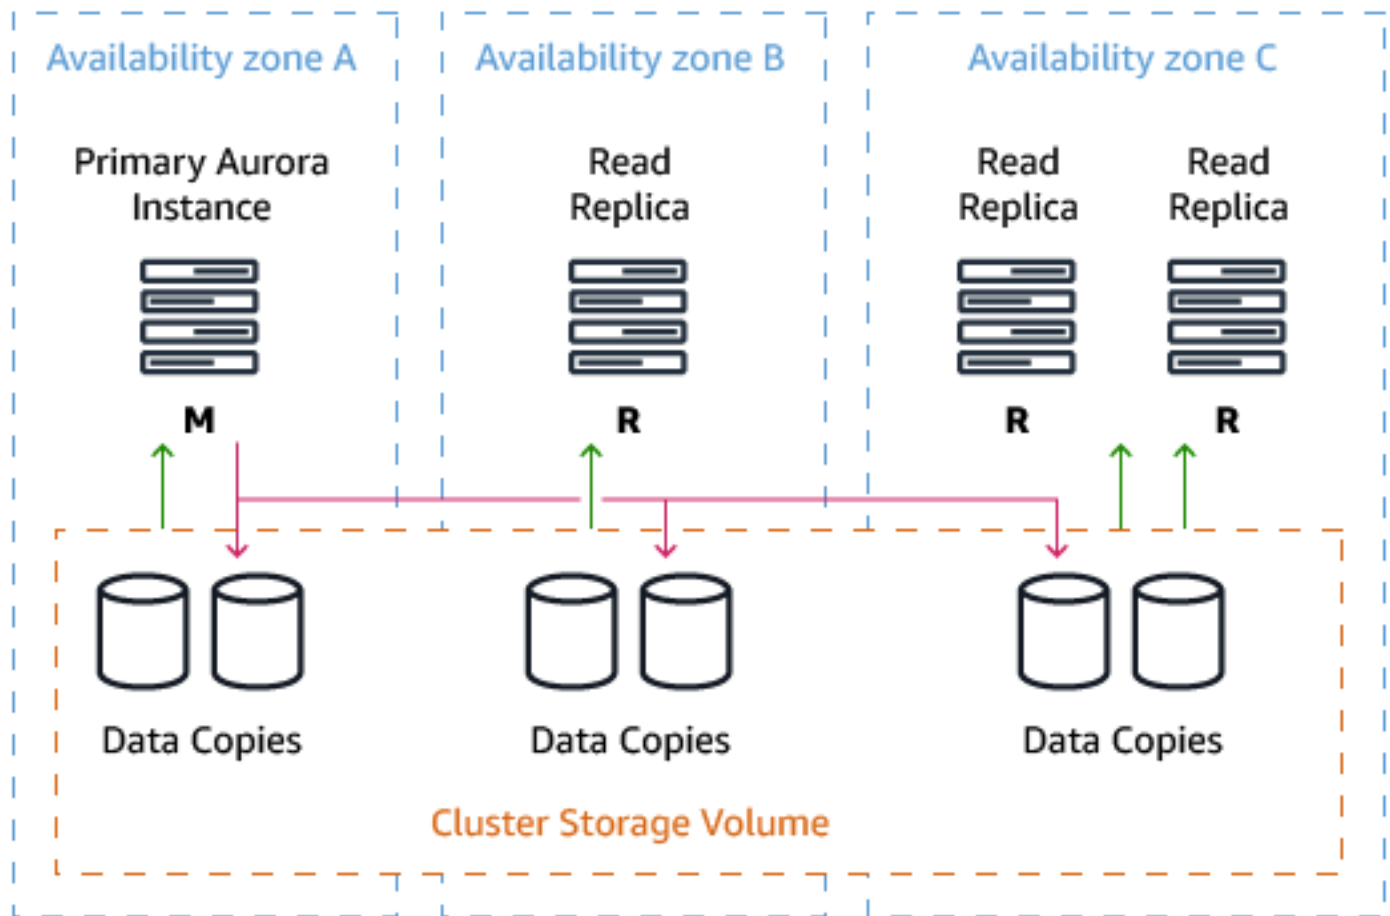 Availability zone A
Availability zone B
Availability zone C
Primary Aurora
Instance
Read
Replica
Read
Replica
Read
Replica
M
R
R
R
Data Copies
Data Copies
Data Copies
Cluster Storage Volume